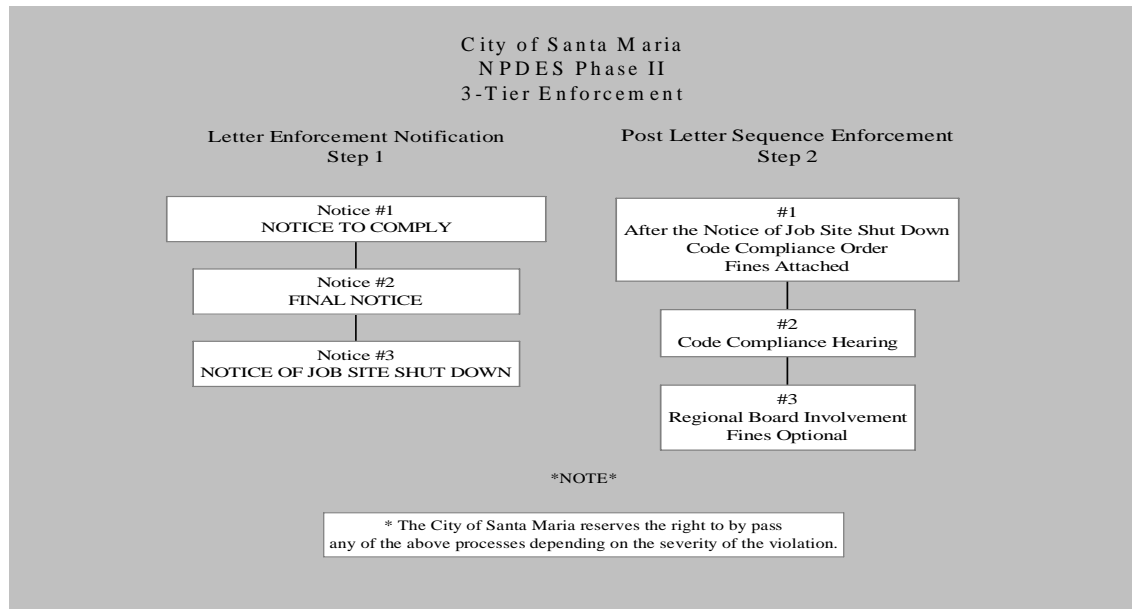 City of Santa Maria
NPDES Phase II
3-Tier Enforcement
Letter Enforcement Notification
Step 1
Notice #1
NOTICE TO COMPLY
Notice #2
FINAL NOTICE
Notice #3
NOTICE OF JOB SITE SHUT DOWN
Post Letter Sequence Enforcement
Step 2
#1
After the Notice of Job Site Shut Down
Code Compliance Order
Fines Attached
#2
Code Compliance Hearing
#3
Regional Board Involvement
Fines Optional
*NOTE*
* The City of Santa Maria reserves the right to by pass
any of the above processes depending on the severity of the violation.